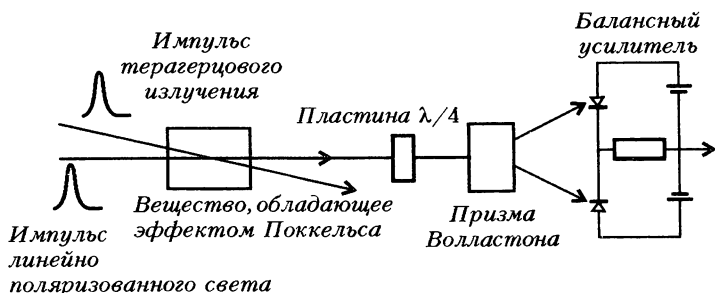 Импульс
терагерцового
излучения
Балансный
усилитель
Пластина λ/4
Вещество, обладающее
эффектом Поккельса
Призма
Волластона
Импульс
линейно
поляризованного света